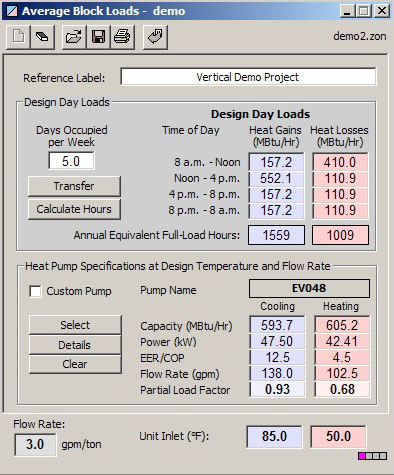 Average Block Loads - demo
demo2.zon
Reference Label: Vertical Demo Project
Design Day Loads
Design Day Loads
Days Occupied per Week
5.0
Time of Day Heat Gains (MBtu/Hr) Heat Losses (MBtu/Hr)
8 a.m. - Noon 157.2 410.0
Noon - 4 p.m. 552.1 110.9
4 p.m. - 8 p.m. 157.2 110.9
8 p.m. - 8 a.m. 157.2 110.9
Transfer
Calculate Hours
Annual Equivalent Full-Load Hours: 1559 1009
Heat Pump Specifications at Design Temperature and Flow Rate
Custom Pump Pump Name EV048
Cooling Heating
Select
Details
Clear
Capacity (MBtu/Hr) 593.7 605.2
Power (kW) 47.50 42.41
EER/COP 12.5 4.5
Flow Rate (gpm) 138.0 102.5
Partial Load Factor 0.93 0.68
Flow Rate:
3.0 gpm/ton
Unit Inlet (°F): 85.0 50.0